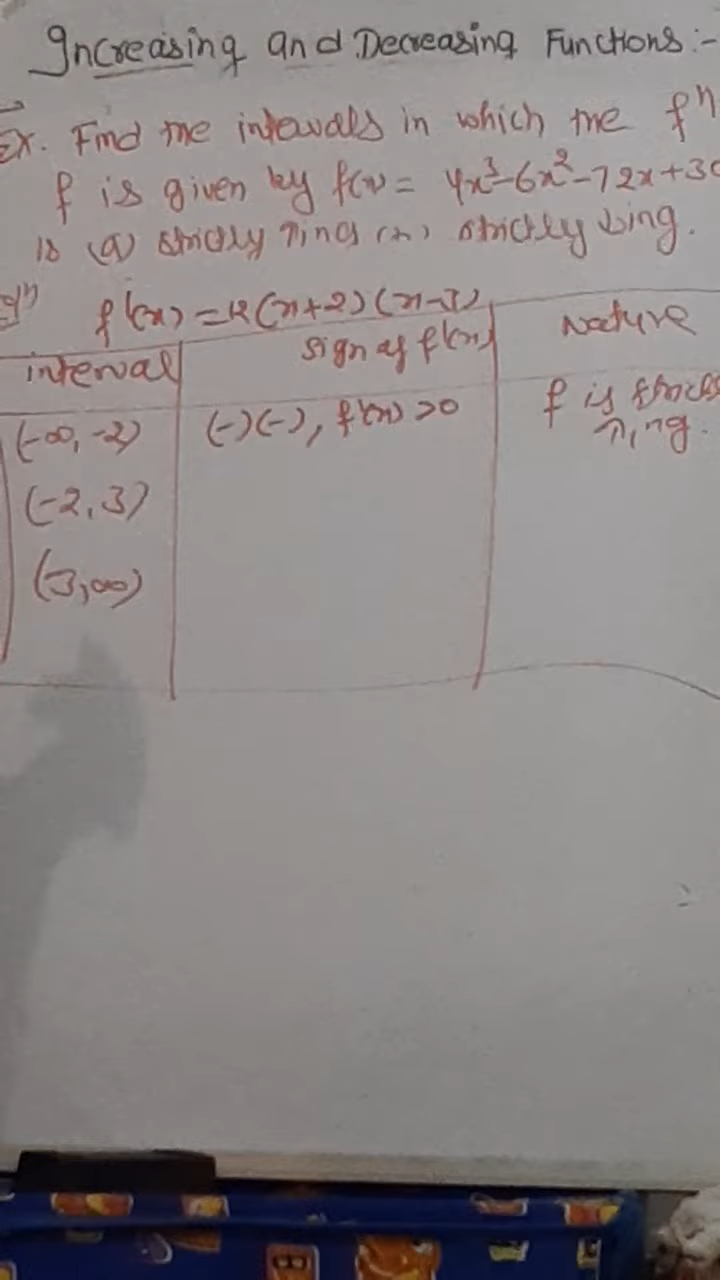 Increasing and Decreasing Functions :-
Ex. Find the intervals in which the fⁿ
f is given by f(x) = 4x³-6x²-72x+30
is (a) strictly ↑ing (b) strictly ↓ing.
f'(x) = 12(x+2)(x-3)
interval sign of f'(x) Nature
(-∞, -2) (-)(-), f'(x) >0 f is strictly
↑ing.
(-2, 3)
(3, ∞)